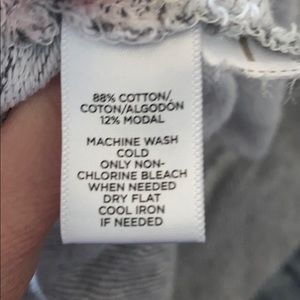 88% COTTON/
COTON/ALGODÓN
12% MODAL
MACHINE WASH
COLD
ONLY NON-
CHLORINE BLEACH
WHEN NEEDED
DRY FLAT
COOL IRON
IF NEEDED